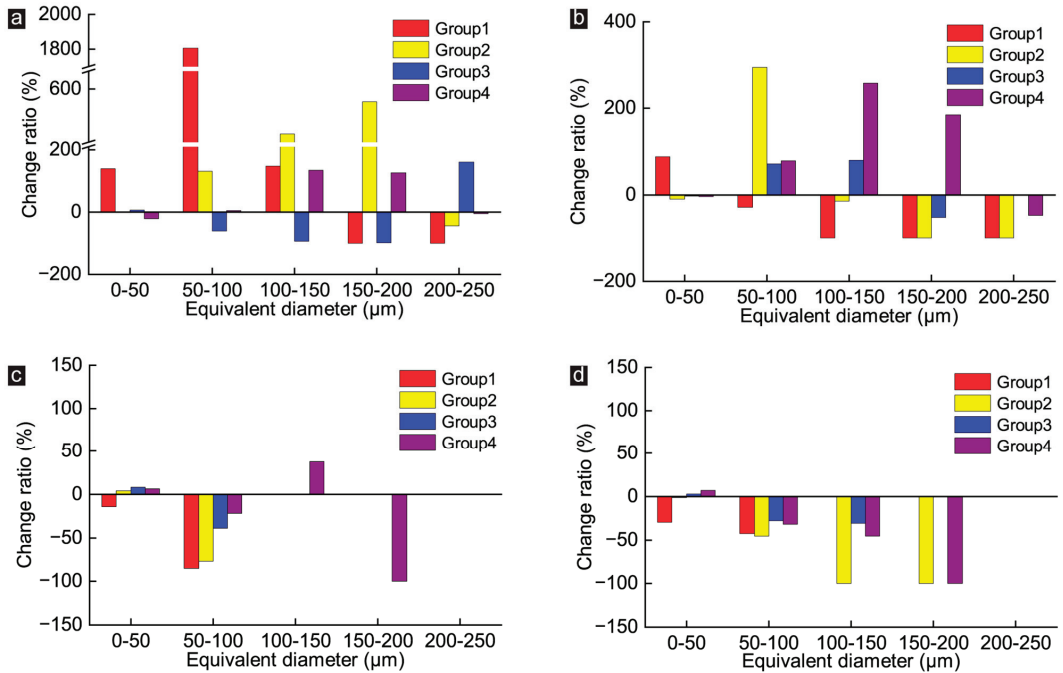 a
2000
1800
600
200
0
−200
Change ratio (%)
Group1
Group2
Group3
Group4
0-50 50-100 100-150 150-200 200-250
Equivalent diameter (µm)
b
400
200
0
−200
Change ratio (%)
Group1
Group2
Group3
Group4
0-50 50-100 100-150 150-200 200-250
Equivalent diameter (µm)
c
150
100
50
0
−50
−100
−150
Change ratio (%)
Group1
Group2
Group3
Group4
0-50 50-100 100-150 150-200 200-250
Equivalent diameter (µm)
d
150
100
50
0
−50
−100
−150
Change ratio (%)
Group1
Group2
Group3
Group4
0-50 50-100 100-150 150-200 200-250
Equivalent diameter (µm)